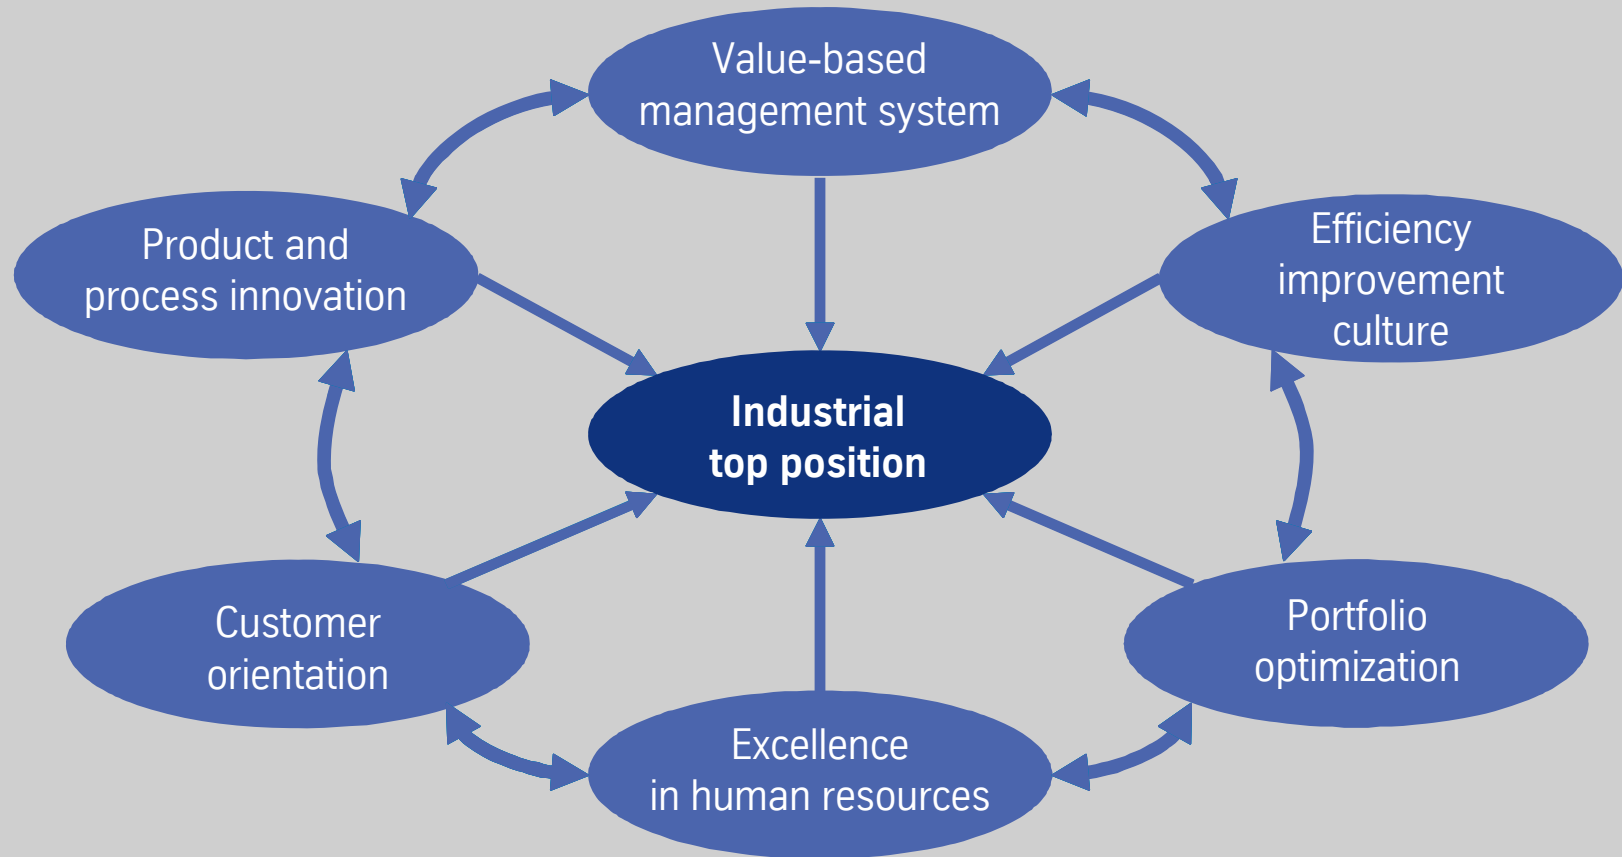 Value-based
management system
Product and
process innovation
Efficiency
improvement
culture
Industrial
top position
Customer
orientation
Portfolio
optimization
Excellence
in human resources